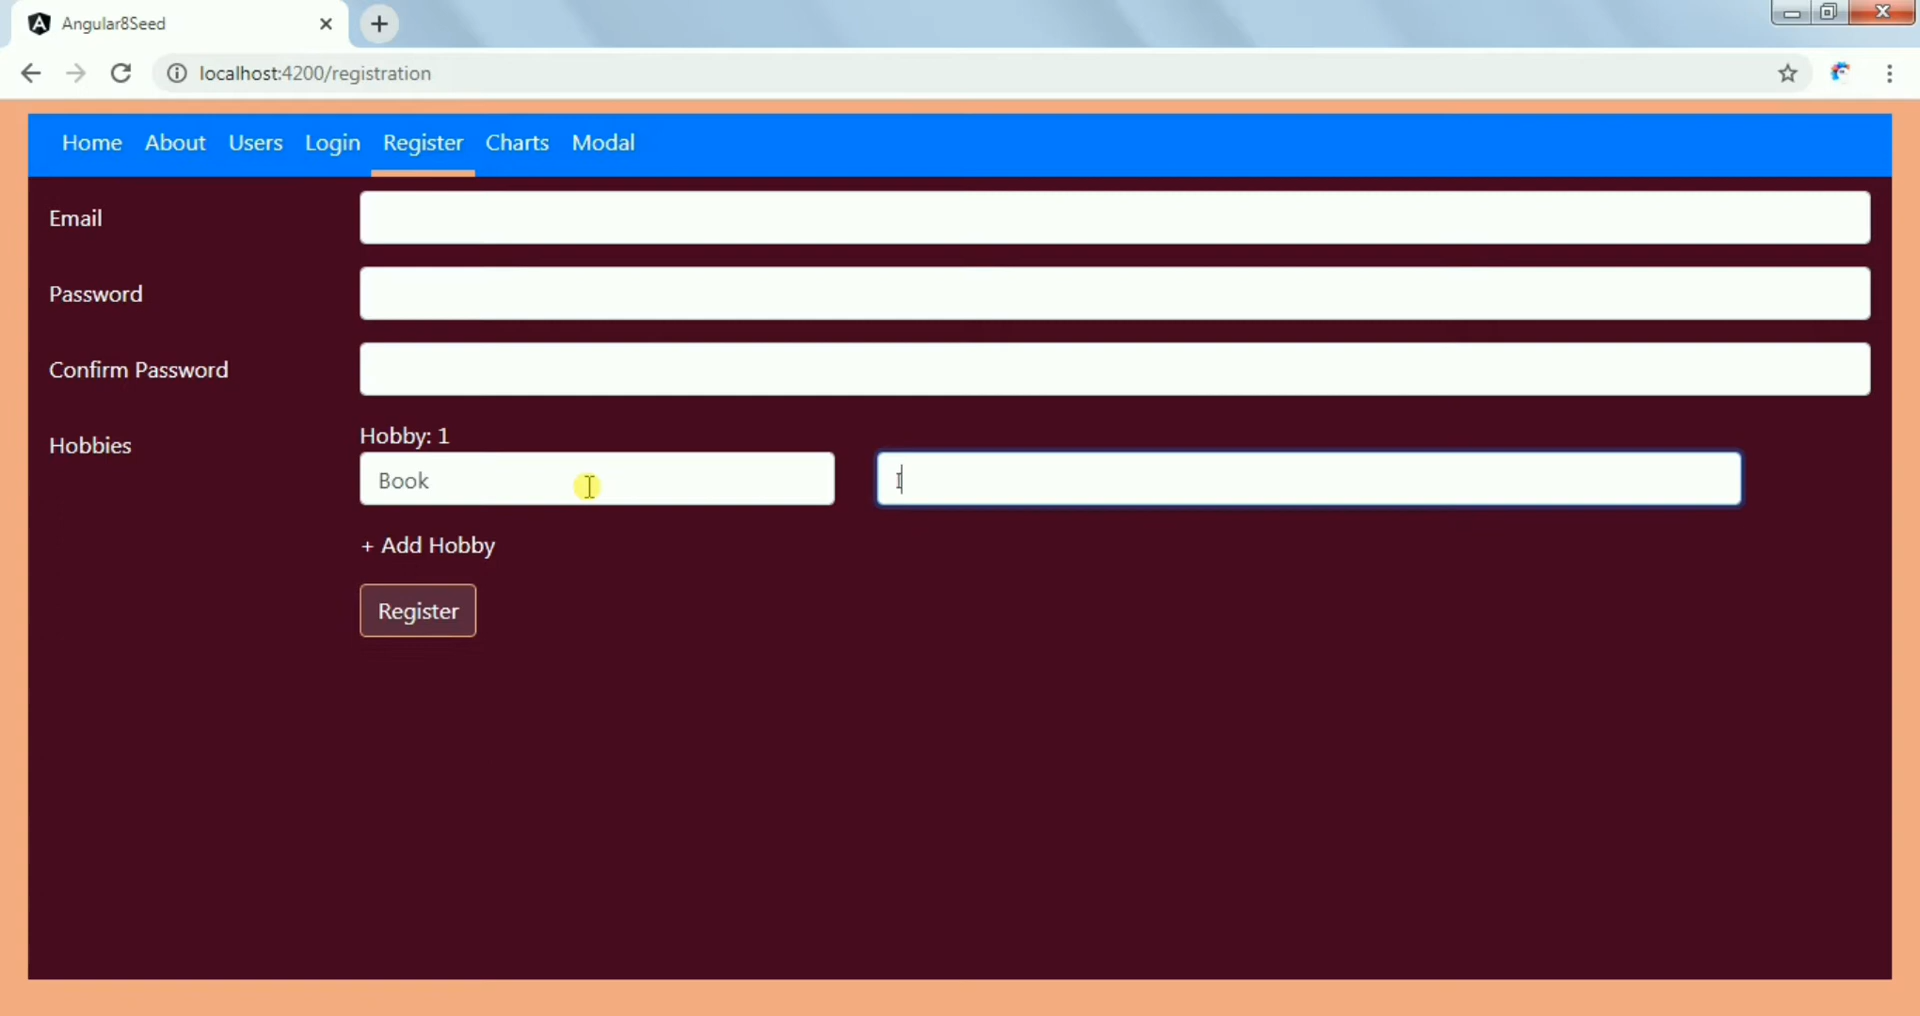 Angular8Seed
localhost:4200/registration
Home About Users Login Register Charts Modal
Email
Password
Confirm Password
Hobbies
Hobby: 1
Book
I
+ Add Hobby
Register